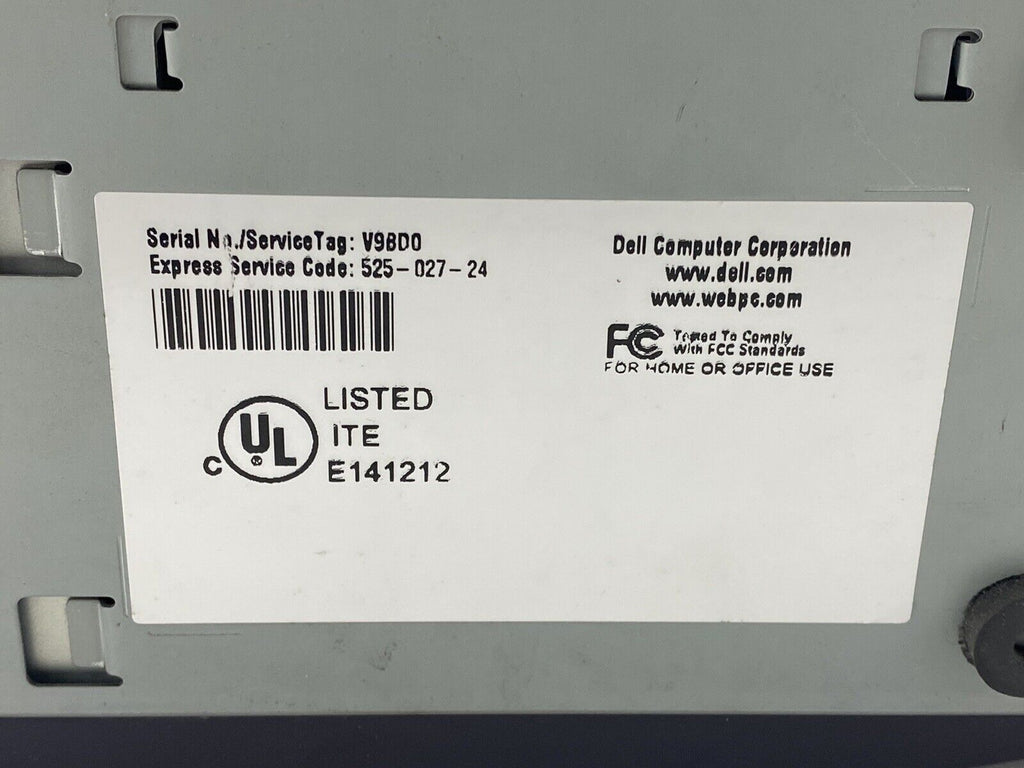 Serial No./ServiceTag: V9BD0
Express Service Code: 525-027-24
Dell Computer Corporation
www.dell.com
www.webpc.com
FC Tested To Comply
With FCC Standards
FOR HOME OR OFFICE USE
C UL ® LISTED
ITE
E141212